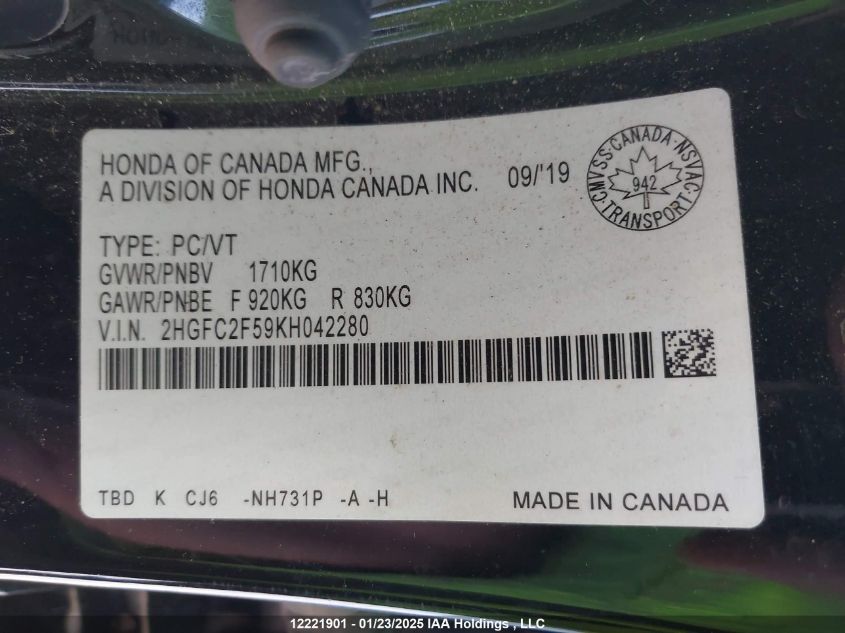 HONDA OF CANADA MFG.,
A DIVISION OF HONDA CANADA INC. 09/'19
CMVSS·CANADA·NSVAC·TRANSPORT
942
TYPE: PC/VT
GVWR/PNBV 1710KG
GAWR/PNBE F 920KG R 830KG
V.I.N. 2HGFC2F59KH042280
TBD K CJ6 -NH731P -A -H MADE IN CANADA
12221901 - 01/23/2025 IAA Holdings , LLC